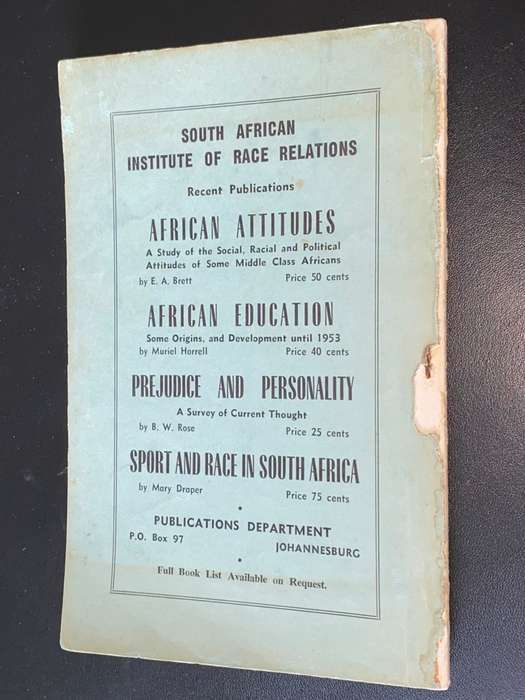 SOUTH AFRICAN
INSTITUTE OF RACE RELATIONS
Recent Publications
AFRICAN ATTITUDES
A Study of the Social, Racial and Political
Attitudes of Some Middle Class Africans
by E. A. Brett Price 50 cents
AFRICAN EDUCATION
Some Origins, and Development until 1953
by Muriel Horrell Price 40 cents
PREJUDICE AND PERSONALITY
A Survey of Current Thought
by B. W. Rose Price 25 cents
SPORT AND RACE IN SOUTH AFRICA
by Mary Draper Price 75 cents
PUBLICATIONS DEPARTMENT
P.O. Box 97 JOHANNESBURG
Full Book List Available on Request.